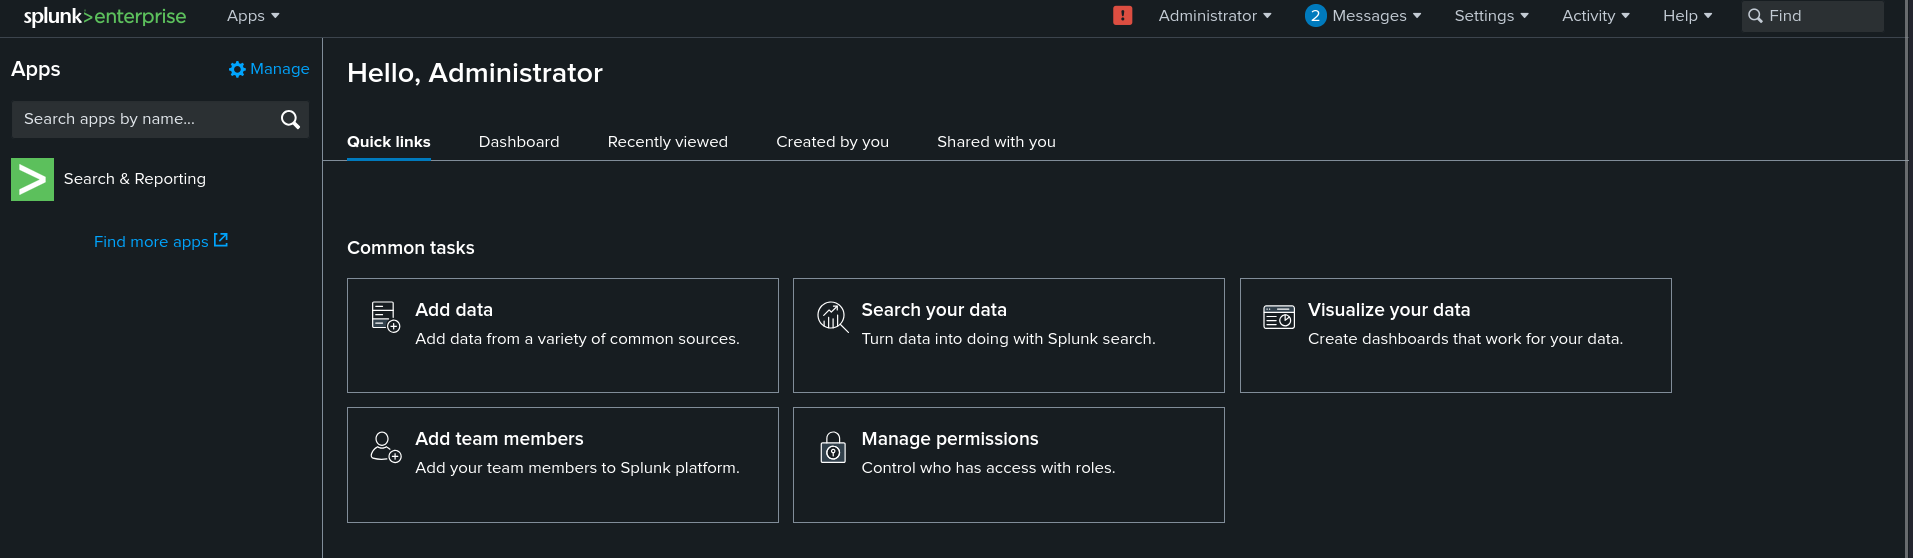 splunk>enterprise Apps ! Administrator 2 Messages Settings Activity Help Find
Apps Manage
Search apps by name...
Search & Reporting
Find more apps
Hello, Administrator
Quick links Dashboard Recently viewed Created by you Shared with you
Common tasks
Add data
Add data from a variety of common sources.
Search your data
Turn data into doing with Splunk search.
Visualize your data
Create dashboards that work for your data.
Add team members
Add your team members to Splunk platform.
Manage permissions
Control who has access with roles.